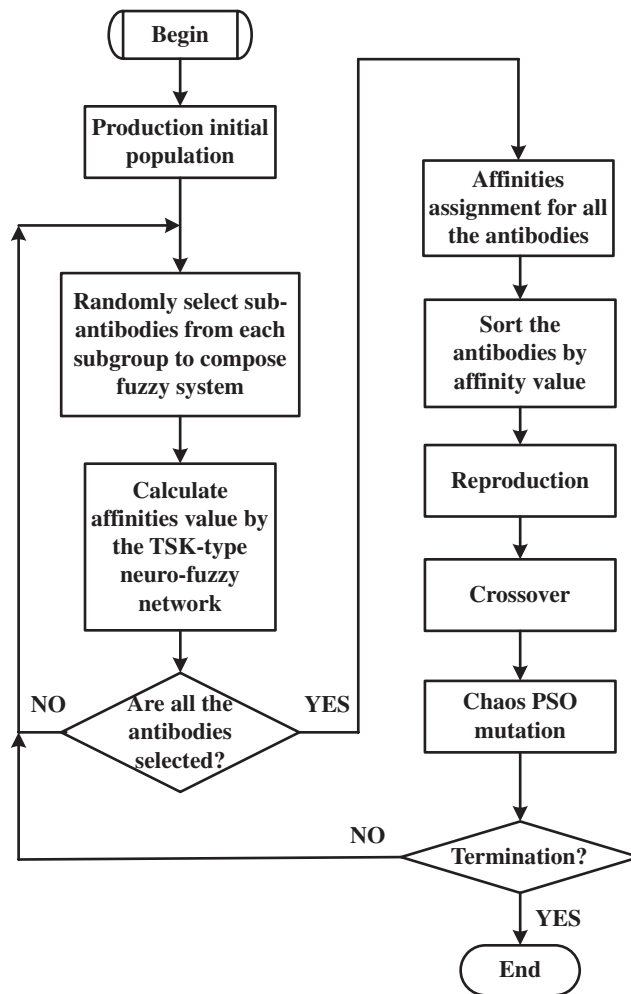 Begin
Production initial
population
Randomly select sub-
antibodies from each
subgroup to compose
fuzzy system
Calculate
affinities value by
the TSK-type
neuro-fuzzy
network
NO
Are all the
antibodies
selected?
YES
Affinities
assignment for all
the antibodies
Sort the
antibodies by
affinity value
Reproduction
Crossover
Chaos PSO
mutation
NO
Termination?
YES
End